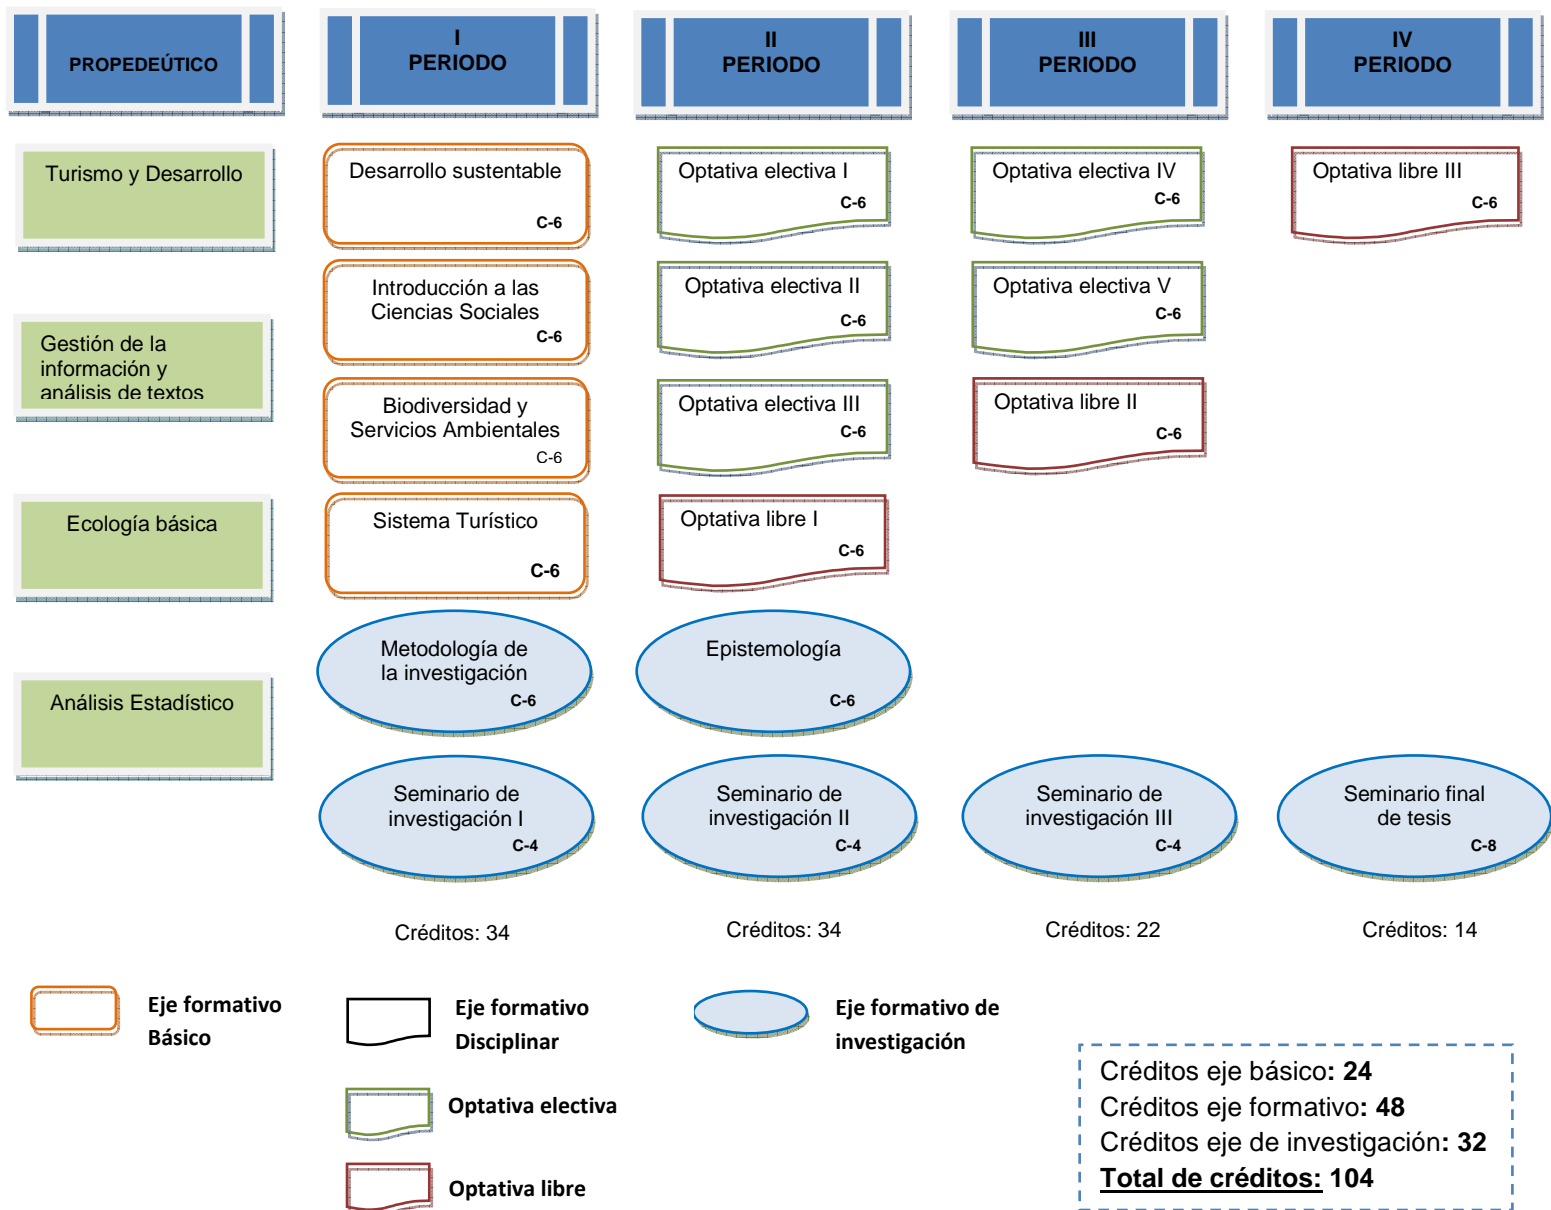 PROPEDEÚTICO
I
PERIODO
II
PERIODO
III
PERIODO
IV
PERIODO
Turismo y Desarrollo
Desarrollo sustentable
C-6
Optativa electiva I
C-6
Optativa electiva IV
C-6
Optativa libre III
C-6
Gestión de la
información y
análisis de textos
Introducción a las
Ciencias Sociales
C-6
Optativa electiva II
C-6
Optativa electiva V
C-6
Biodiversidad y
Servicios Ambientales
C-6
Optativa electiva III
C-6
Optativa libre II
C-6
Ecología básica
Sistema Turístico
C-6
Optativa libre I
C-6
Análisis Estadístico
Metodología de
la investigación
C-6
Epistemología
C-6
Seminario de
investigación I
C-4
Seminario de
investigación II
C-4
Seminario de
investigación III
C-4
Seminario final
de tesis
C-8
Créditos: 34
Créditos: 34
Créditos: 22
Créditos: 14
Eje formativo
Básico
Eje formativo
Disciplinar
Eje formativo de
investigación
Optativa electiva
Optativa libre
Créditos eje básico: 24
Créditos eje formativo: 48
Créditos eje de investigación: 32
Total de créditos: 104